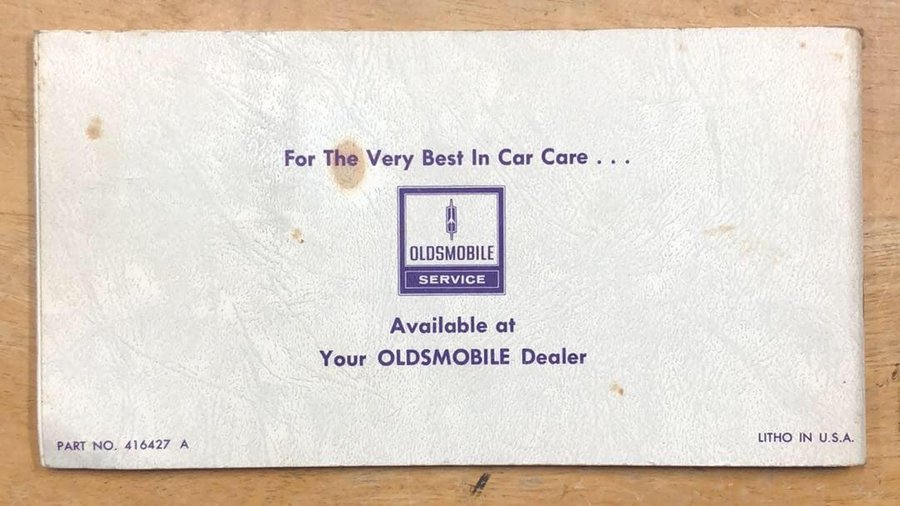 For The Very Best In Car Care . . .
OLDSMOBILE
SERVICE
Available at
Your OLDSMOBILE Dealer
PART NO. 416427 A
LITHO IN U.S.A.